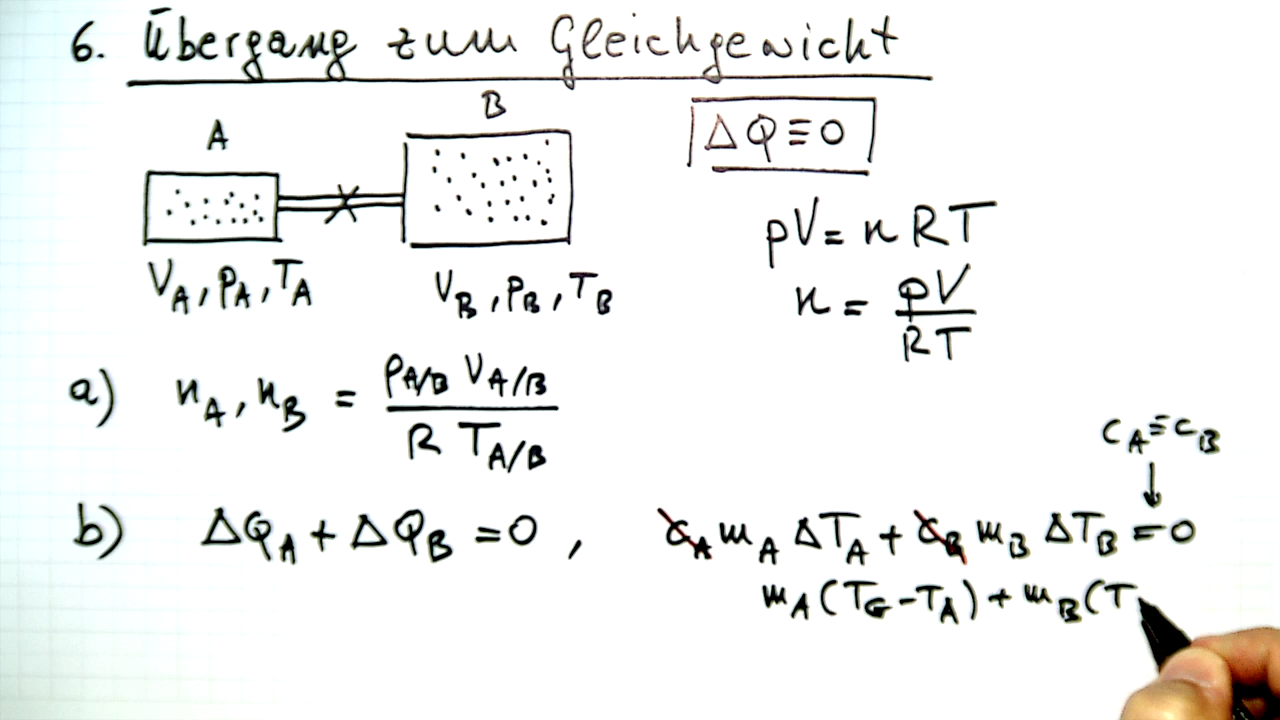 6. Übergang zum Gleichgewicht
A
B
ΔQ≡0
V_A, p_A, T_A
V_B, p_B, T_B
pV = nRT
n = pV/RT
a) n_A, n_B = p_A/B V_A/B / R T_A/B
c_A≡c_B
↓
b) ΔQ_A + ΔQ_B = 0 , c_A m_A ΔT_A + c_B m_B ΔT_B = 0
m_A(T_G-T_A) + m_B(T